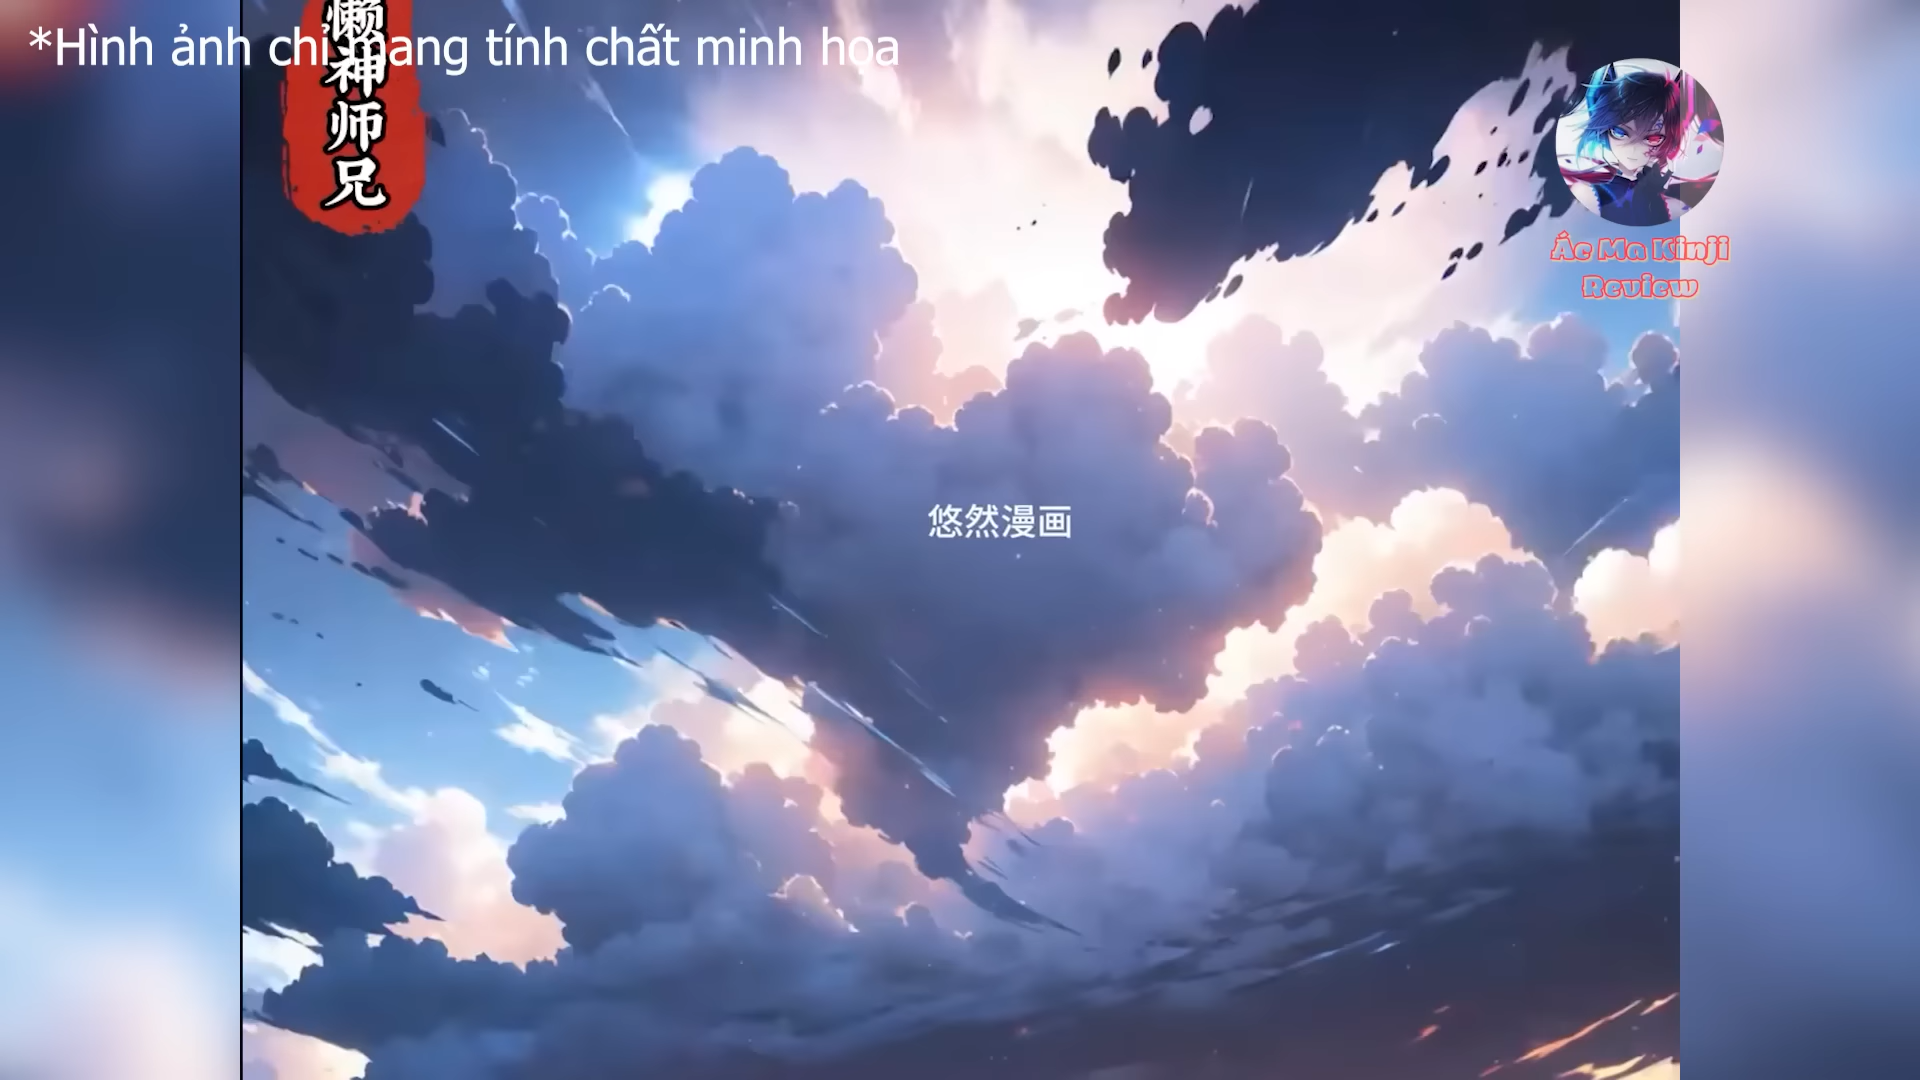 *Hình ảnh chỉ mang tính chất minh hoa
懒神师兄
Ác Ma Kinji
Review
悠然漫画